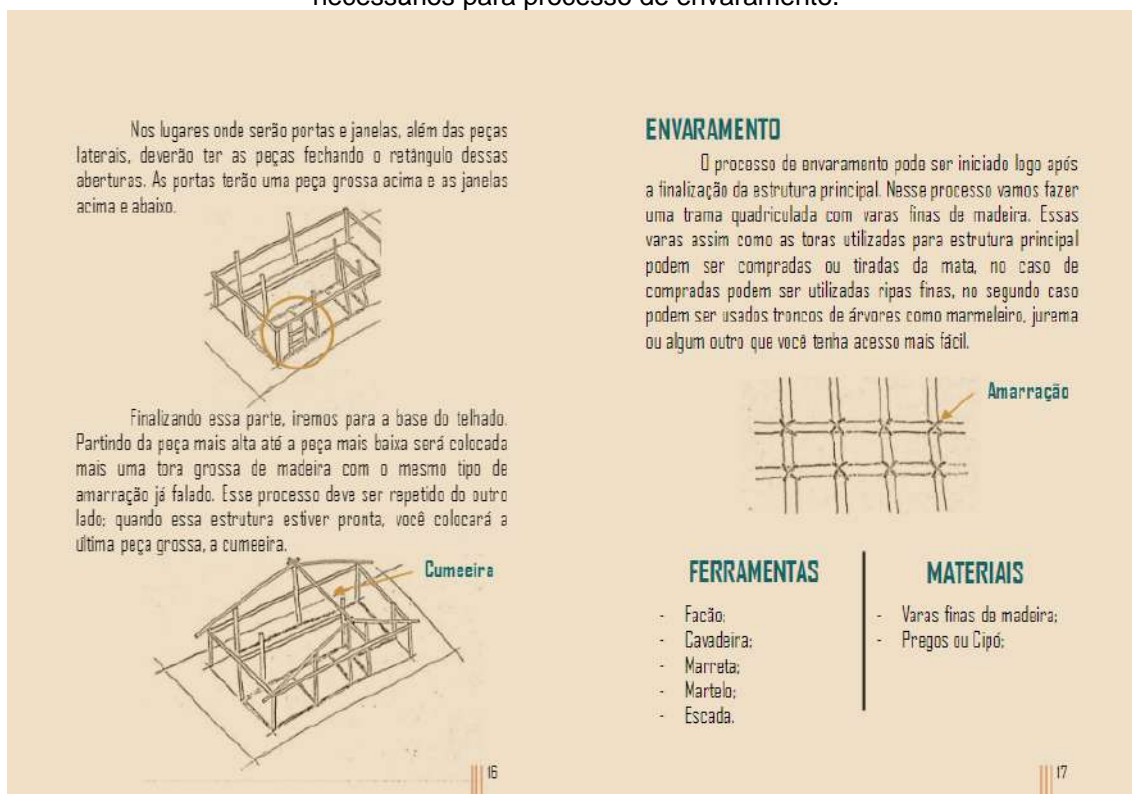 necessários para processo de envaramento.
Nos lugares onde serão portas e janelas, além das peças
laterais, deverão ter as peças fechando o retângulo dessas
aberturas. As portas terão uma peça grossa acima e as janelas
acima e abaixo.
Finalizando essa parte, iremos para a base do telhado.
Partindo da peça mais alta até a peça mais baixa será colocada
mais uma tora grossa de madeira com o mesmo tipo de
amarração já falado. Esse processo deve ser repetido do outro
lado; quando essa estrutura estiver pronta, você colocará a
última peça grossa, a cumeeira.
Cumeeira
16
ENVARAMENTO
O processo de envaramento pode ser iniciado logo após
a finalização da estrutura principal. Nesse processo vamos fazer
uma trama quadriculada com varas finas de madeira. Essas
varas assim como as toras utilizadas para estrutura principal
podem ser compradas ou tiradas da mata, no caso de
compradas podem ser utilizadas ripas finas, no segundo caso
podem ser usados troncos de árvores como marmeleiro, jurema
ou algum outro que você tenha acesso mais fácil.
Amarração
FERRAMENTAS
- Facão;
- Cavadeira;
- Marreta;
- Martelo;
- Escada.
MATERIAIS
- Varas finas de madeira;
- Pregos ou Cipó;
17